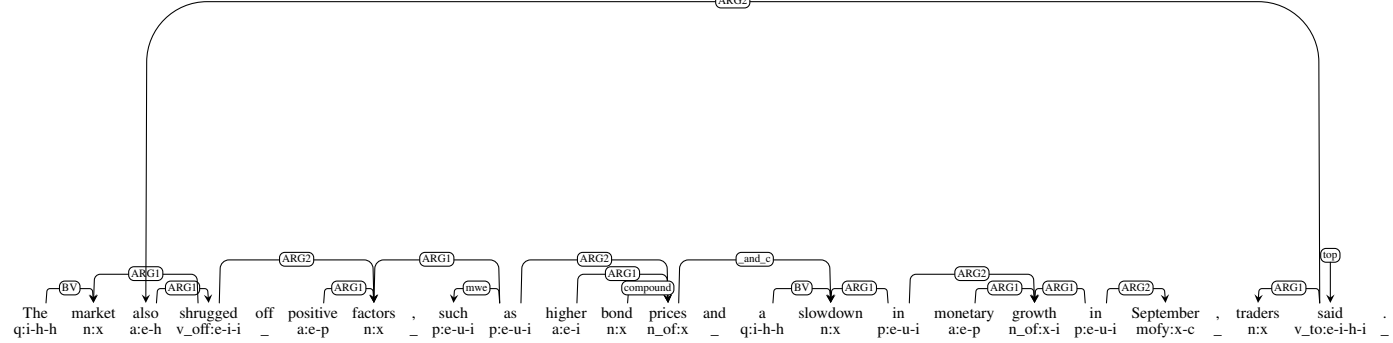 ARG2
top
ARG2 ARG1 ARG2 _and_c
ARG1 ARG1 ARG2
BV ARG1 ARG1 mwe compound BV ARG1 ARG1 ARG1 ARG2 ARG1
The market also shrugged off positive factors , such as higher bond prices and a slowdown in monetary growth in September , traders said .
q:i-h-h n:x a:e-h v_off:e-i-i _ a:e-p n:x _ p:e-u-i p:e-u-i a:e-i n:x n_of:x _ q:i-h-h n:x p:e-u-i a:e-p n_of:x-i p:e-u-i mofy:x-c _ n:x v_to:e-i-h-i _